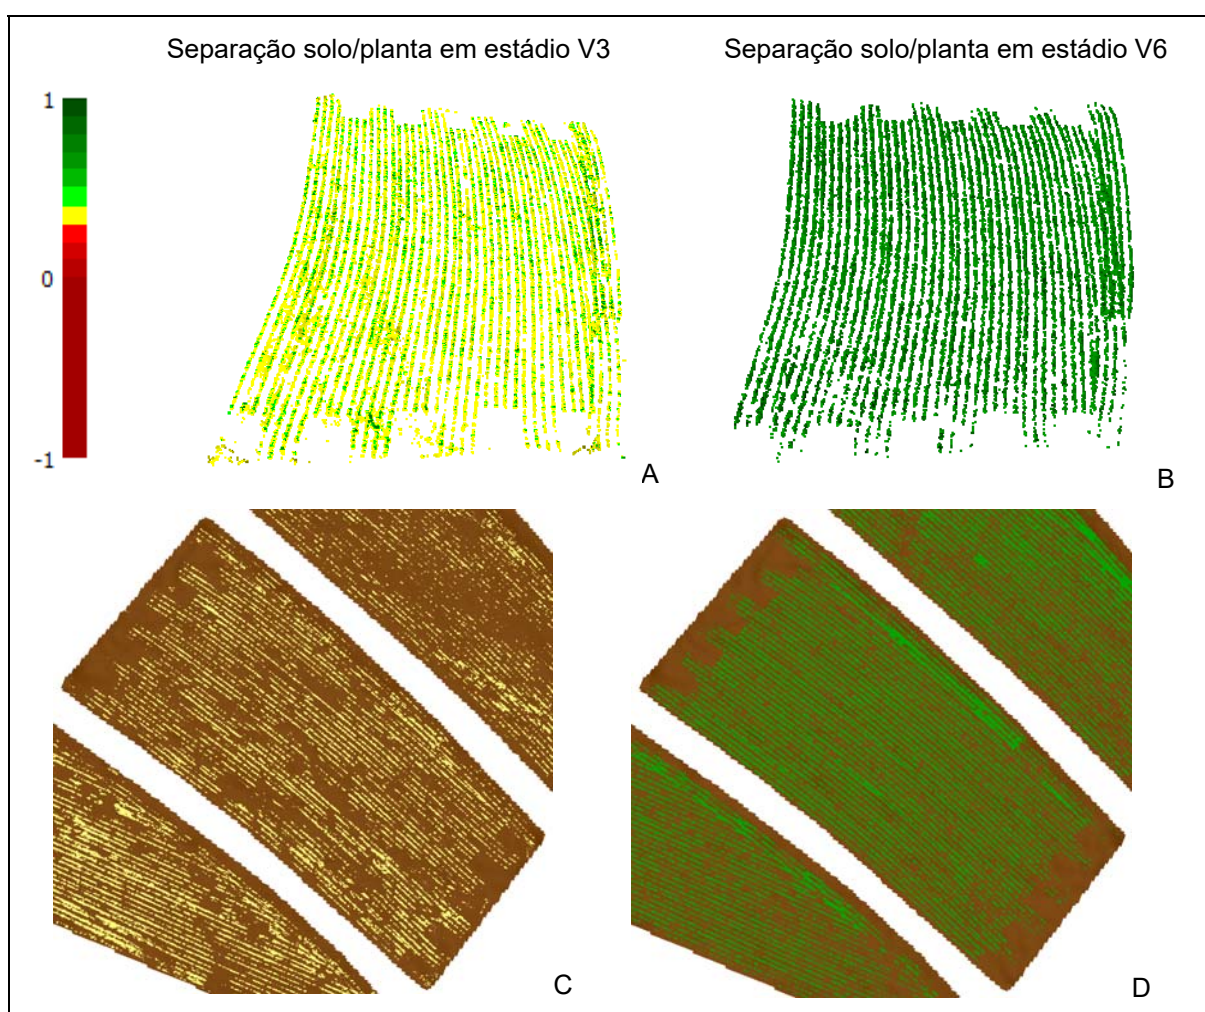 Separação solo/planta em estádio V3
Separação solo/planta em estádio V6
1
0
-1
A
B
C
D